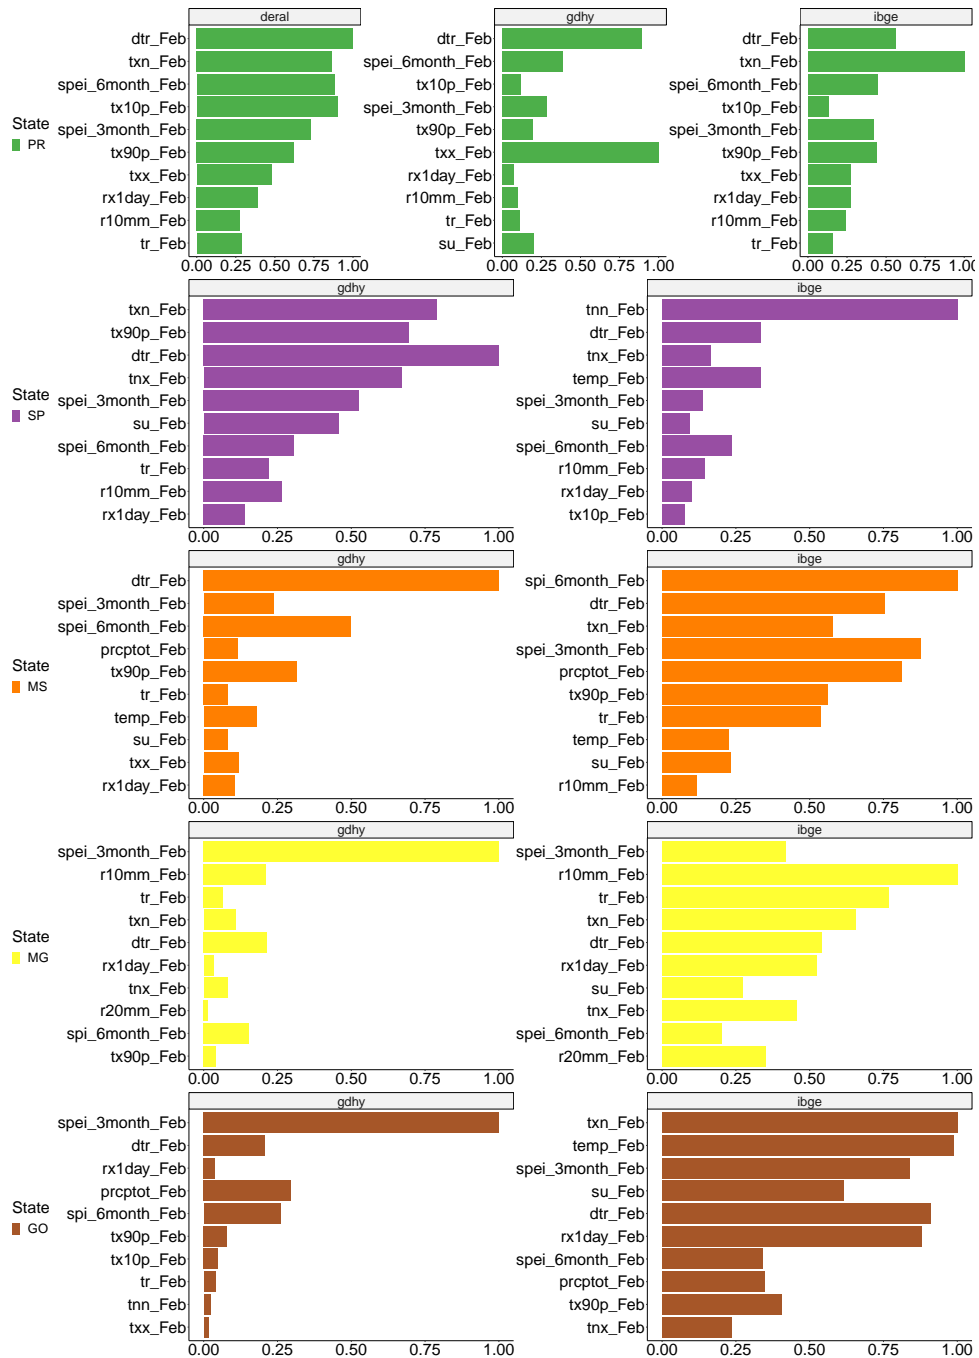 deral
dtr_Feb
txn_Feb
spei_6month_Feb
tx10p_Feb
spei_3month_Feb
tx90p_Feb
txx_Feb
rx1day_Feb
r10mm_Feb
tr_Feb
0.00 0.25 0.50 0.75 1.00
gdhy
dtr_Feb
spei_6month_Feb
tx10p_Feb
spei_3month_Feb
tx90p_Feb
txx_Feb
rx1day_Feb
r10mm_Feb
tr_Feb
su_Feb
0.00 0.25 0.50 0.75 1.00
ibge
dtr_Feb
txn_Feb
spei_6month_Feb
tx10p_Feb
spei_3month_Feb
tx90p_Feb
txx_Feb
rx1day_Feb
r10mm_Feb
tr_Feb
0.00 0.25 0.50 0.75 1.00
State
PR
gdhy
txn_Feb
tx90p_Feb
dtr_Feb
tnx_Feb
spei_3month_Feb
su_Feb
spei_6month_Feb
tr_Feb
r10mm_Feb
rx1day_Feb
0.00 0.25 0.50 0.75 1.00
ibge
tnn_Feb
dtr_Feb
tnx_Feb
temp_Feb
spei_3month_Feb
su_Feb
spei_6month_Feb
r10mm_Feb
rx1day_Feb
tx10p_Feb
0.00 0.25 0.50 0.75 1.00
State
SP
gdhy
dtr_Feb
spei_3month_Feb
spei_6month_Feb
prcptot_Feb
tx90p_Feb
tr_Feb
temp_Feb
su_Feb
txx_Feb
rx1day_Feb
0.00 0.25 0.50 0.75 1.00
ibge
spi_6month_Feb
dtr_Feb
txn_Feb
spei_3month_Feb
prcptot_Feb
tx90p_Feb
tr_Feb
temp_Feb
su_Feb
r10mm_Feb
0.00 0.25 0.50 0.75 1.00
State
MS
gdhy
spei_3month_Feb
r10mm_Feb
tr_Feb
txn_Feb
dtr_Feb
rx1day_Feb
tnx_Feb
r20mm_Feb
spi_6month_Feb
tx90p_Feb
0.00 0.25 0.50 0.75 1.00
ibge
spei_3month_Feb
r10mm_Feb
tr_Feb
txn_Feb
dtr_Feb
rx1day_Feb
su_Feb
tnx_Feb
spei_6month_Feb
r20mm_Feb
0.00 0.25 0.50 0.75 1.00
State
MG
gdhy
spei_3month_Feb
dtr_Feb
rx1day_Feb
prcptot_Feb
spi_6month_Feb
tx90p_Feb
tx10p_Feb
tr_Feb
tnn_Feb
txx_Feb
0.00 0.25 0.50 0.75 1.00
ibge
txn_Feb
temp_Feb
spei_3month_Feb
su_Feb
dtr_Feb
rx1day_Feb
spei_6month_Feb
prcptot_Feb
tx90p_Feb
tnx_Feb
0.00 0.25 0.50 0.75 1.00
State
GO